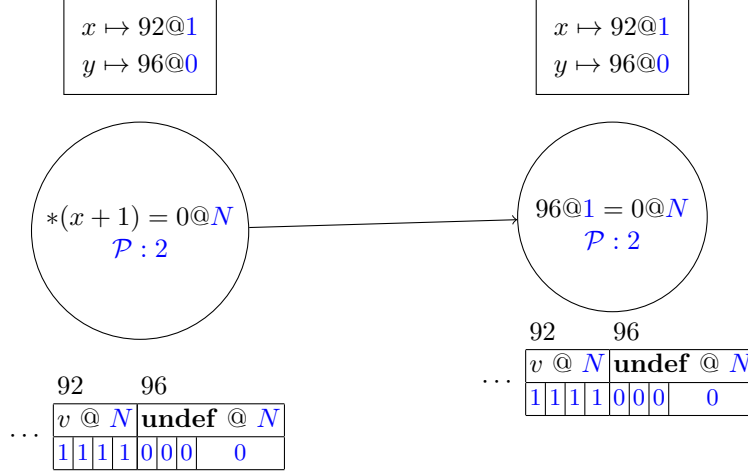 x ↦ 92@1
y ↦ 96@0
x ↦ 92@1
y ↦ 96@0
∗(x + 1) = 0@N
𝒫 : 2
96@1 = 0@N
𝒫 : 2
92 96
... v @ N undef @ N
1 1 1 1 0 0 0 0
92 96
... v @ N undef @ N
1 1 1 1 0 0 0 0